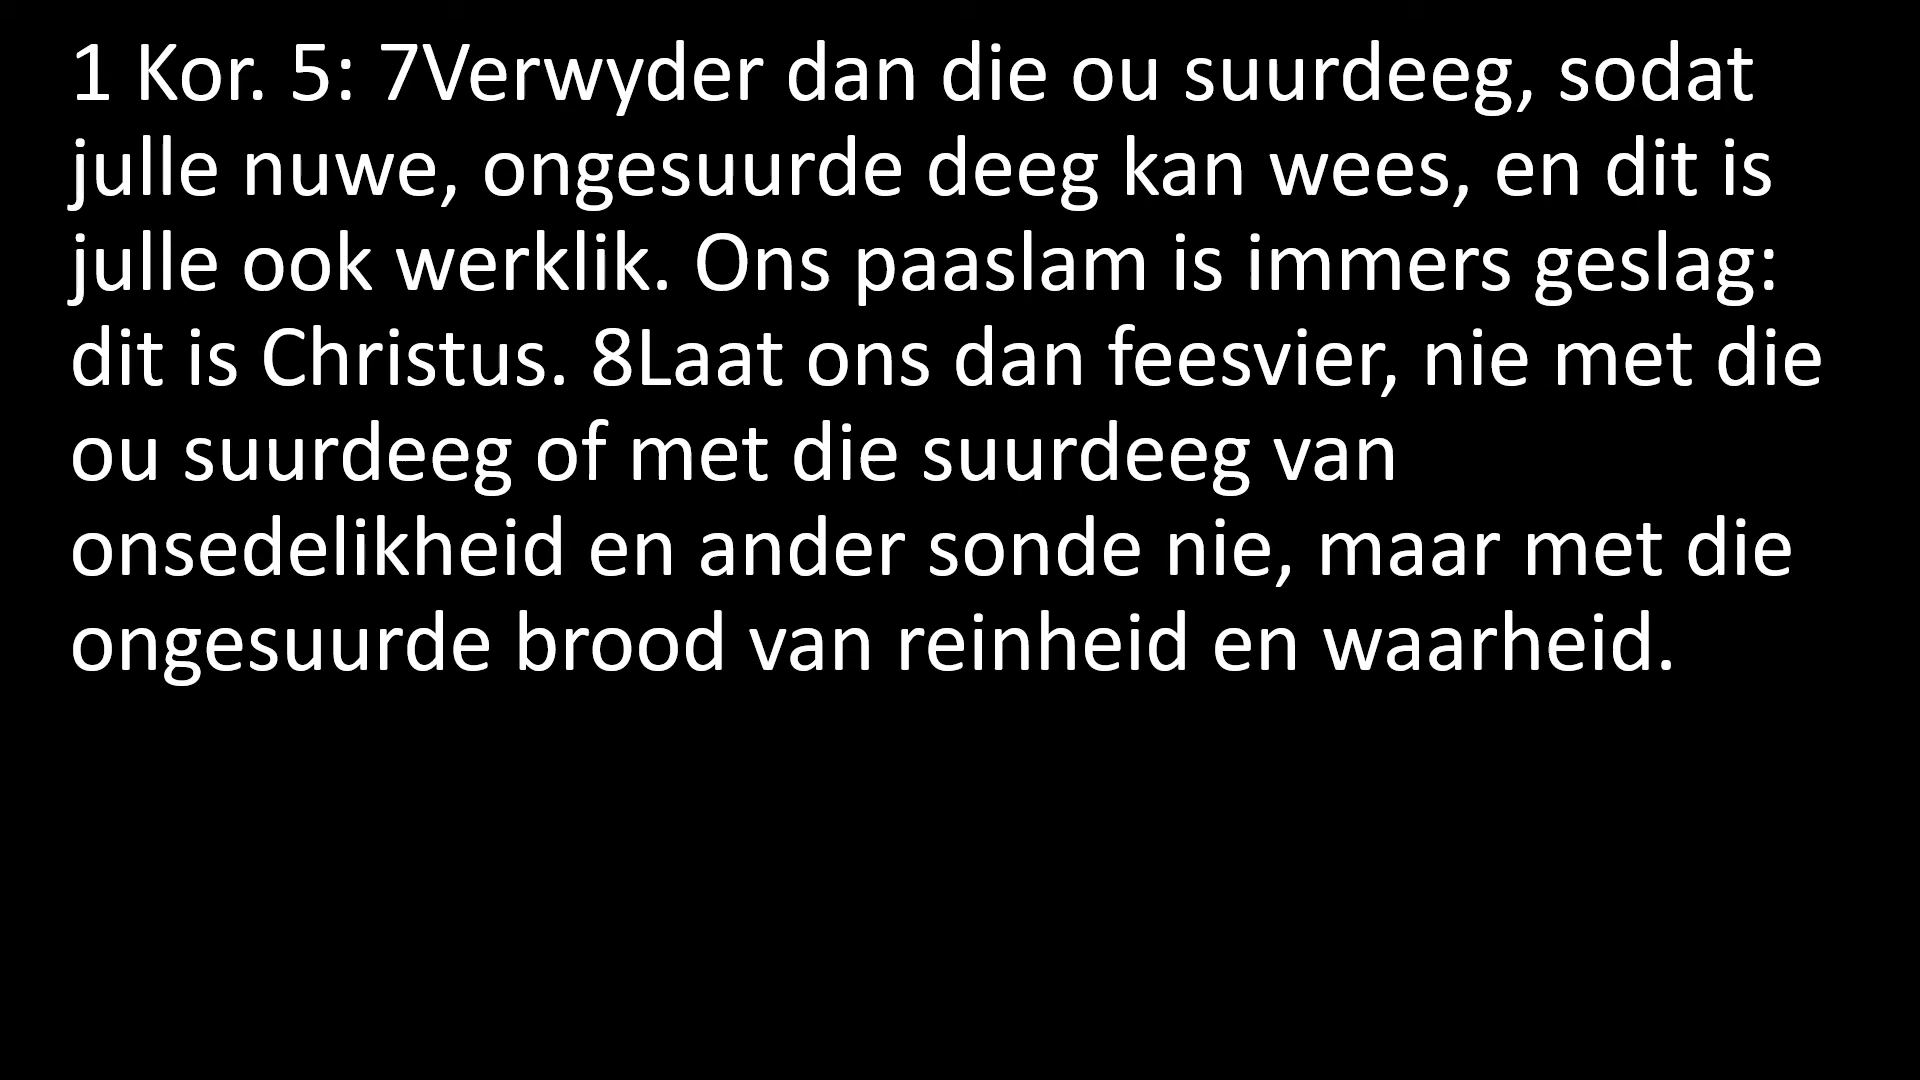 1 Kor. 5: 7Verwyder dan die ou suurdeeg, sodat
julle nuwe, ongesuurde deeg kan wees, en dit is
julle ook werklik. Ons paaslam is immers geslag:
dit is Christus. 8Laat ons dan feesvier, nie met die
ou suurdeeg of met die suurdeeg van
onsedelikheid en ander sonde nie, maar met die
ongesuurde brood van reinheid en waarheid.